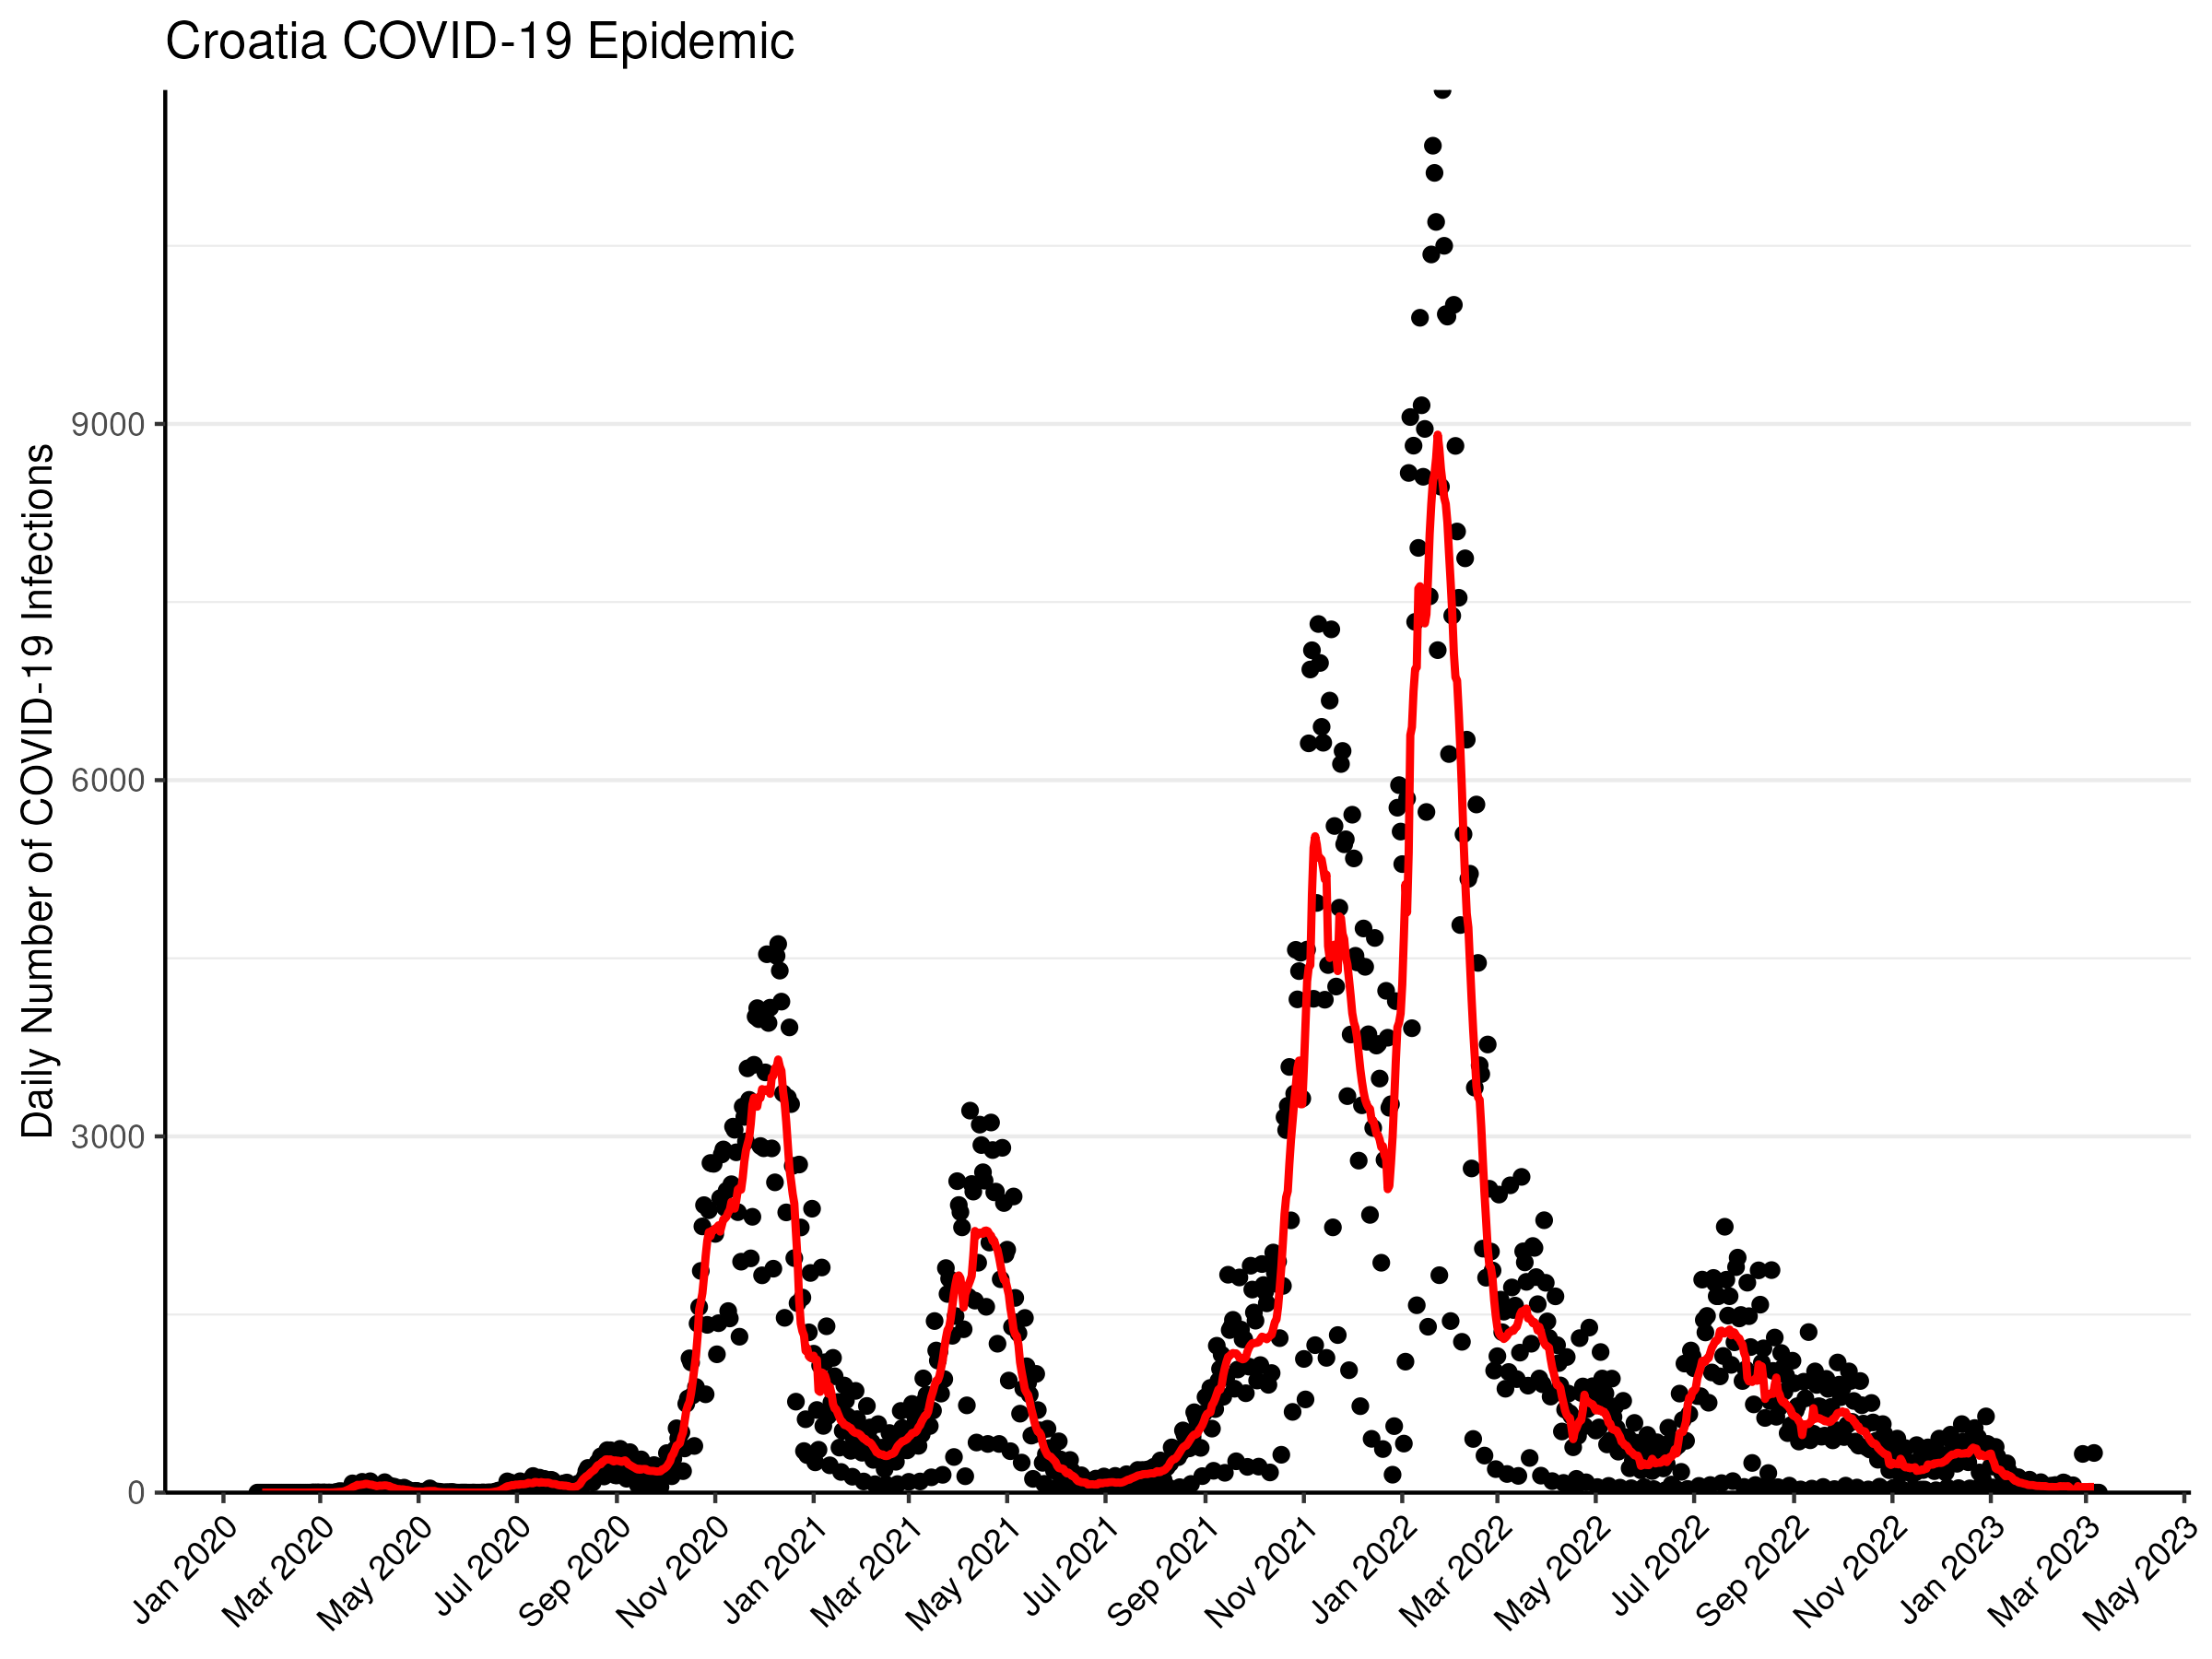 Croatia COVID-19 Epidemic
Daily Number of COVID-19 Infections
9000
6000
3000
0
Jan 2020
Mar 2020
May 2020
Jul 2020
Sep 2020
Nov 2020
Jan 2021
Mar 2021
May 2021
Jul 2021
Sep 2021
Nov 2021
Jan 2022
Mar 2022
May 2022
Jul 2022
Sep 2022
Nov 2022
Jan 2023
Mar 2023
May 2023